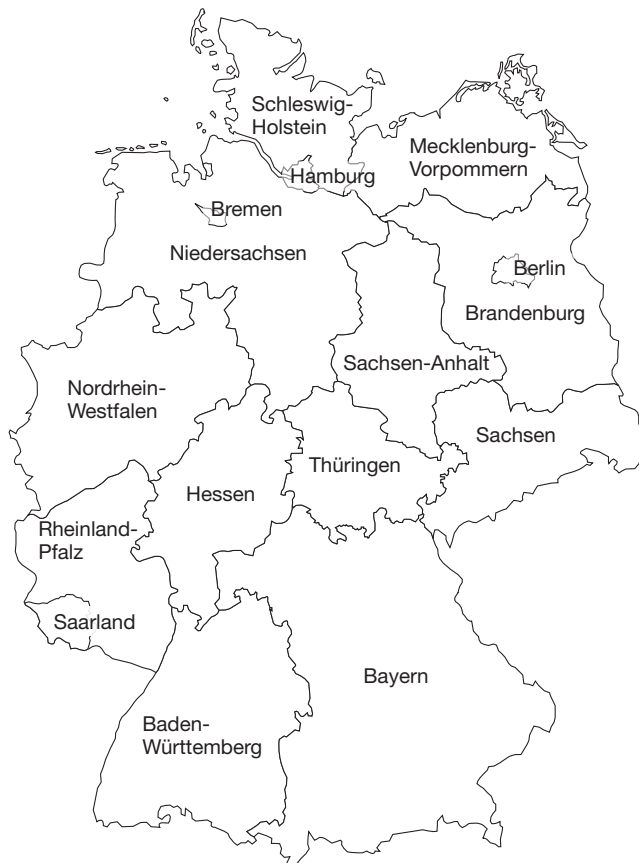 Schleswig-
Holstein
Mecklenburg-
Vorpommern
Hamburg
Bremen
Niedersachsen
Berlin
Brandenburg
Sachsen-Anhalt
Nordrhein-
Westfalen
Sachsen
Thüringen
Hessen
Rheinland-
Pfalz
Saarland
Bayern
Baden-
Württemberg